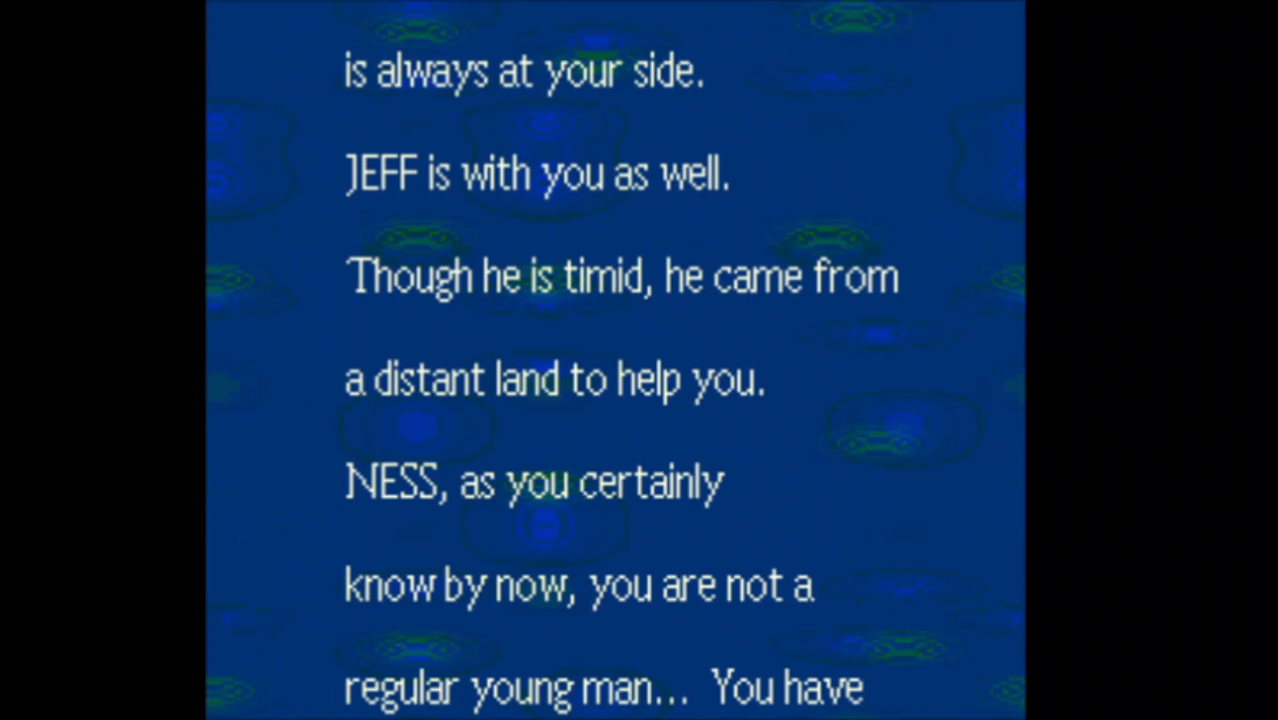 is always at your side.
JEFF is with you as well.
Though he is timid, he came from
a distant land to help you.
NESS, as you certainly
know by now, you are not a
regular young man... You have